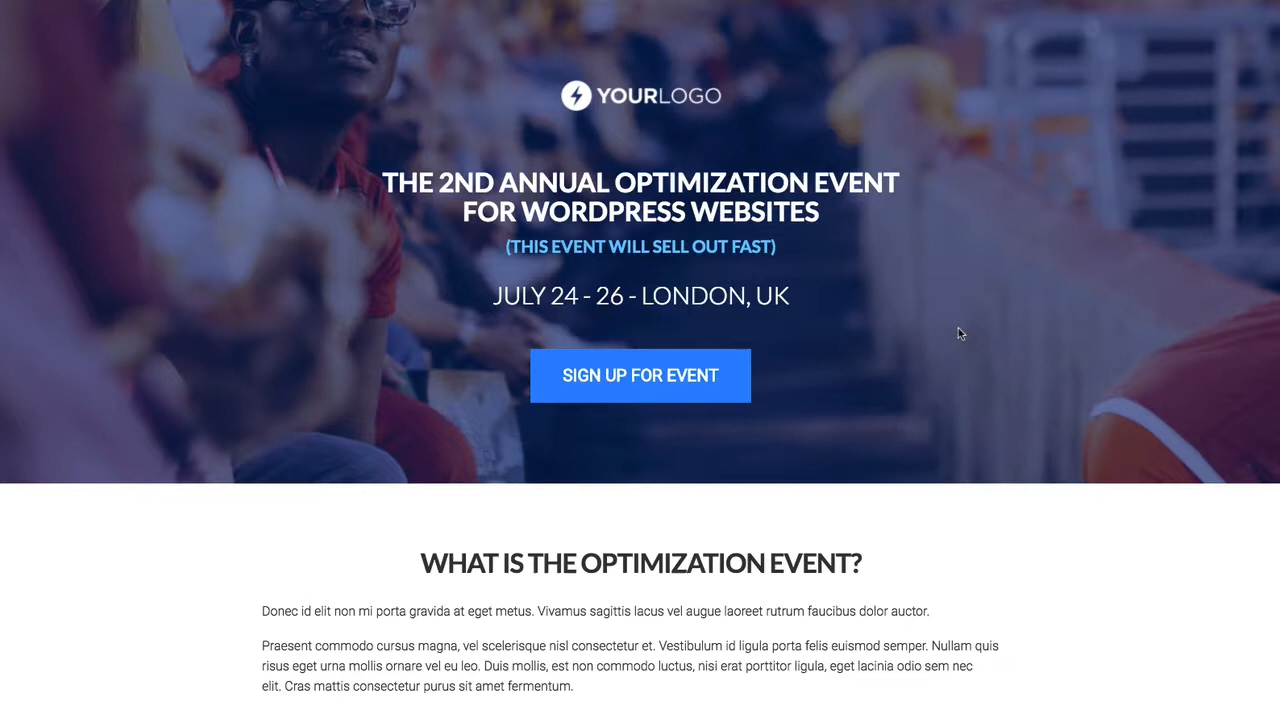 YOURLOGO
THE 2ND ANNUAL OPTIMIZATION EVENT
FOR WORDPRESS WEBSITES
(THIS EVENT WILL SELL OUT FAST)
JULY 24 - 26 - LONDON, UK
SIGN UP FOR EVENT
WHAT IS THE OPTIMIZATION EVENT?
Donec id elit non mi porta gravida at eget metus. Vivamus sagittis lacus vel augue laoreet rutrum faucibus dolor auctor.
Praesent commodo cursus magna, vel scelerisque nisl consectetur et. Vestibulum id ligula porta felis euismod semper. Nullam quis
risus eget urna mollis ornare vel eu leo. Duis mollis, est non commodo luctus, nisi erat porttitor ligula, eget lacinia odio sem nec
elit. Cras mattis consectetur purus sit amet fermentum.